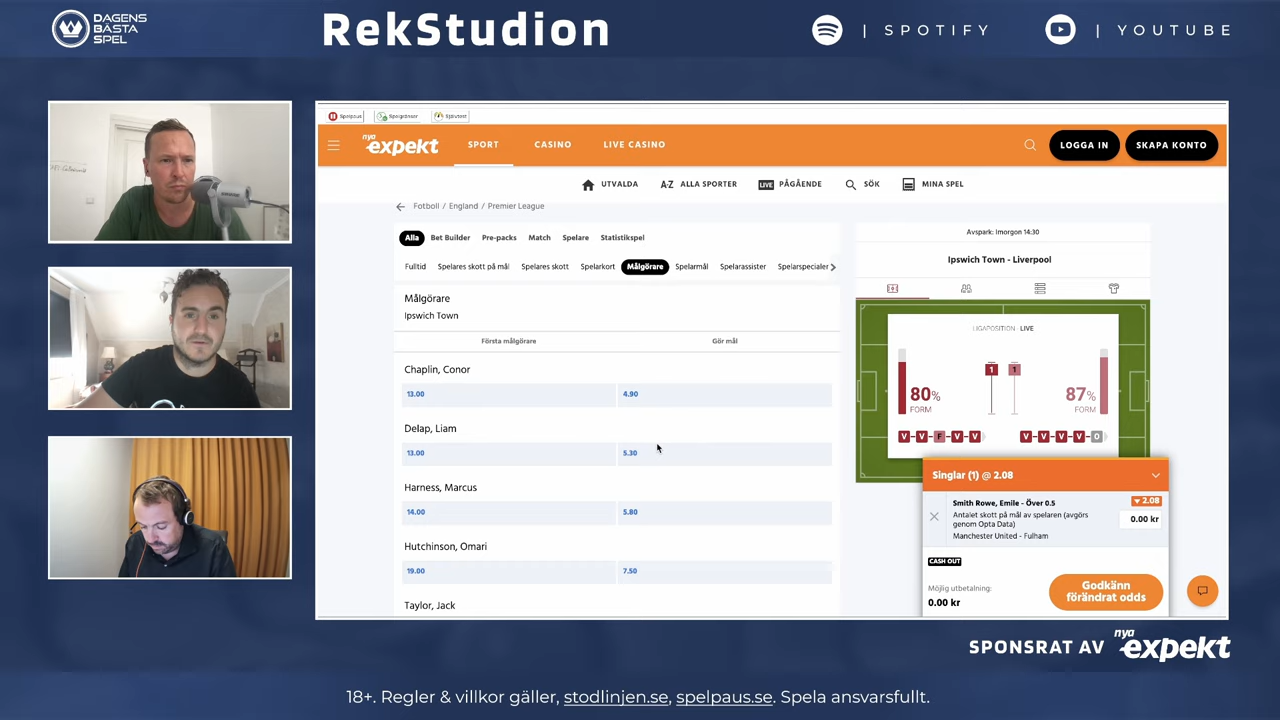 DAGENS
BÄSTA
SPEL
RekStudion
| SPOTIFY
| YOUTUBE
Spelpaus
Spelgränser
Självtest
nya expekt
SPORT
CASINO
LIVE CASINO
LOGGA IN
SKAPA KONTO
UTVALDA
A-Z ALLA SPORTER
LIVE PÅGÅENDE
SÖK
MINA SPEL
Fotboll / England / Premier League
Alla
Bet Builder
Pre-packs
Match
Spelare
Statistikspel
Fulltid
Spelares skott på mål
Spelares skott
Spelarkort
Målgörare
Spelarmål
Spelarassister
Spelarspecialer
Målgörare
Ipswich Town
Första målgörare
Gör mål
Chaplin, Conor
13.00
4.90
Delap, Liam
13.00
5.30
Harness, Marcus
14.00
5.80
Hutchinson, Omari
19.00
7.50
Taylor, Jack
Avspark: Imorgon 14:30
Ipswich Town - Liverpool
LIGAPOSITION · LIVE
80%
FORM
1
1
87%
FORM
V-V-F-V-V
V-V-V-V-O
Singlar (1) @ 2.08
Smith Rowe, Emile - Över 0.5
2.08
Antalet skott på mål av spelaren (avgörs
genom Opta Data)
0.00 kr
Manchester United - Fulham
CASH OUT
Möjlig utbetalning:
0.00 kr
Godkänn
förändrat odds
SPONSRAT AV nya expekt
18+. Regler & villkor gäller, stodlinjen.se, spelpaus.se. Spela ansvarsfullt.